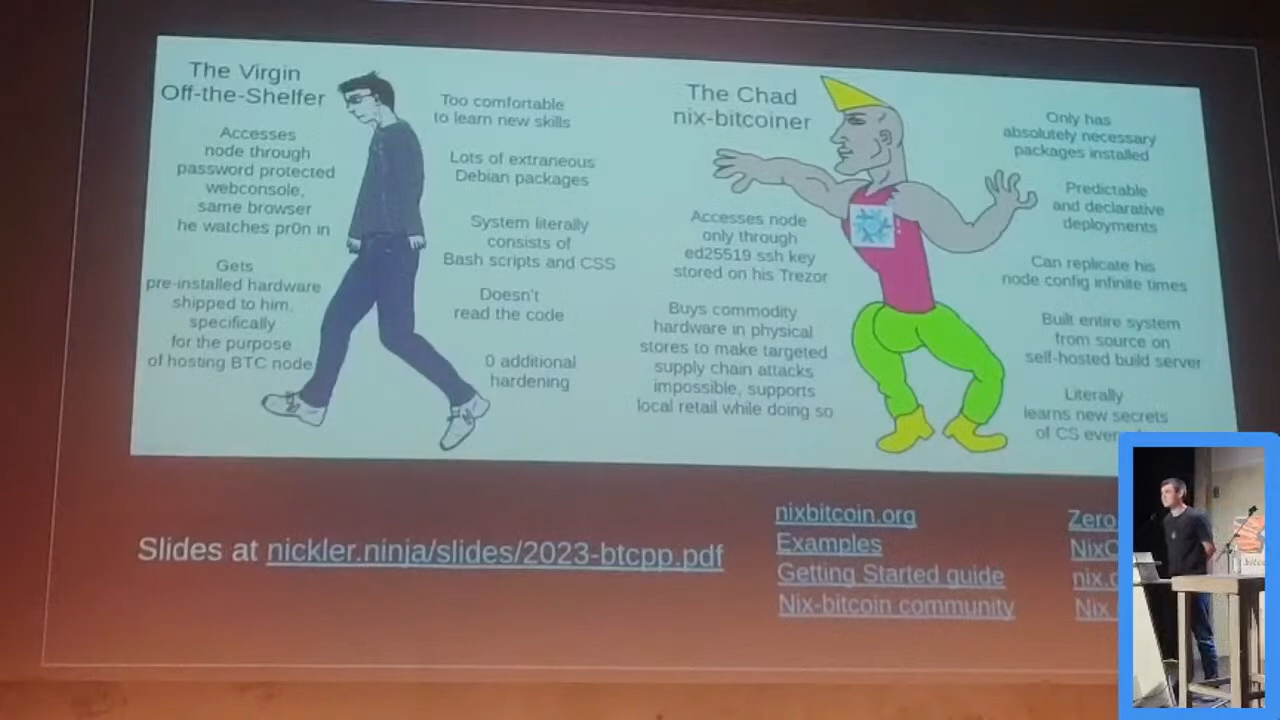 The Virgin
Off-the-Shelfer
Accesses
node through
password protected
webconsole,
same browser
he watches pr0n in
Gets
pre-installed hardware
shipped to him,
specifically
for the purpose
of hosting BTC node
Too comfortable
to learn new skills
Lots of extraneous
Debian packages
System literally
consists of
Bash scripts and CSS
Doesn't
read the code
0 additional
hardening
The Chad
nix-bitcoiner
Accesses node
only through
ed25519 ssh key
stored on his Trezor
Buys commodity
hardware in physical
stores to make targeted
supply chain attacks
impossible, supports
local retail while doing so
Only has
absolutely necessary
packages installed
Predictable
and declarative
deployments
Can replicate his
node config infinite times
Built entire system
from source on
self-hosted build server
Literally
learns new secrets
of CS
Slides at nickler.ninja/slides/2023-btcpp.pdf
nixbitcoin.org
Examples
Getting Started guide
Nix-bitcoin community
Zero
Nix